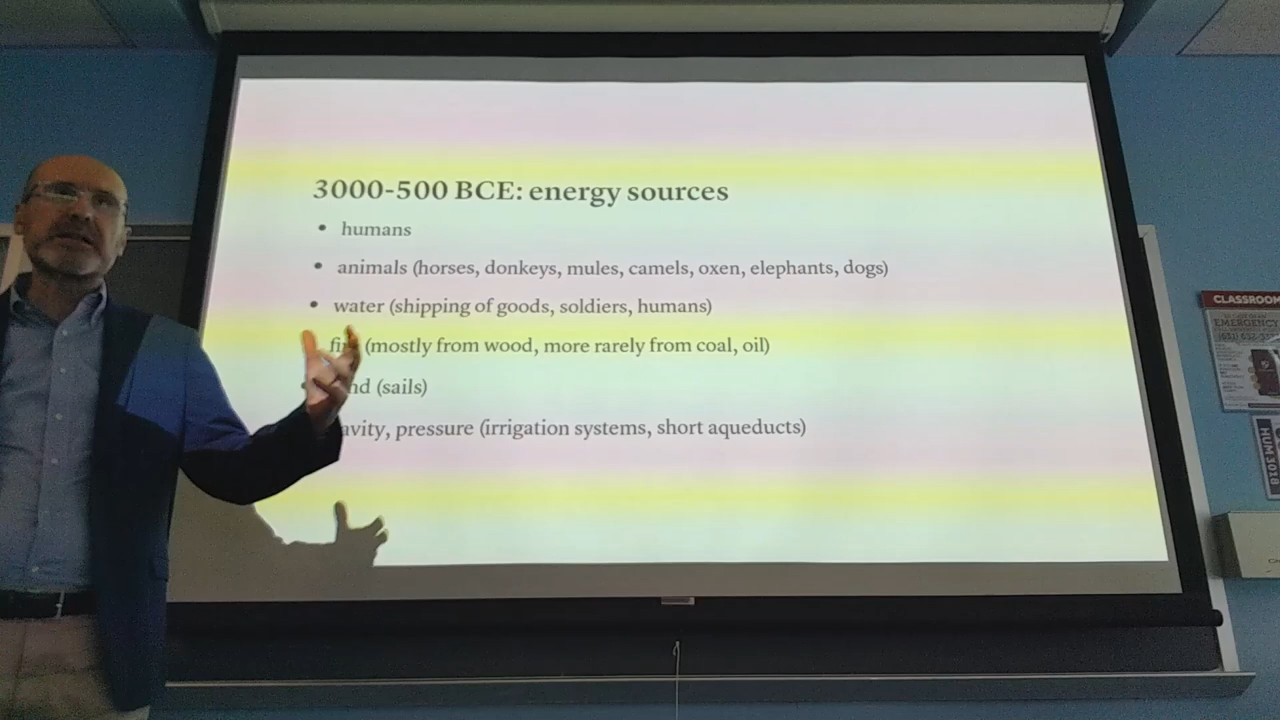 3000-500 BCE: energy sources
• humans
• animals (horses, donkeys, mules, camels, oxen, elephants, dogs)
• water (shipping of goods, soldiers, humans)
(mostly from wood, more rarely from coal, oil)
(sails)
pressure (irrigation systems, short aqueducts)
CLASSROOM
EMERGENCY
HUM 3018